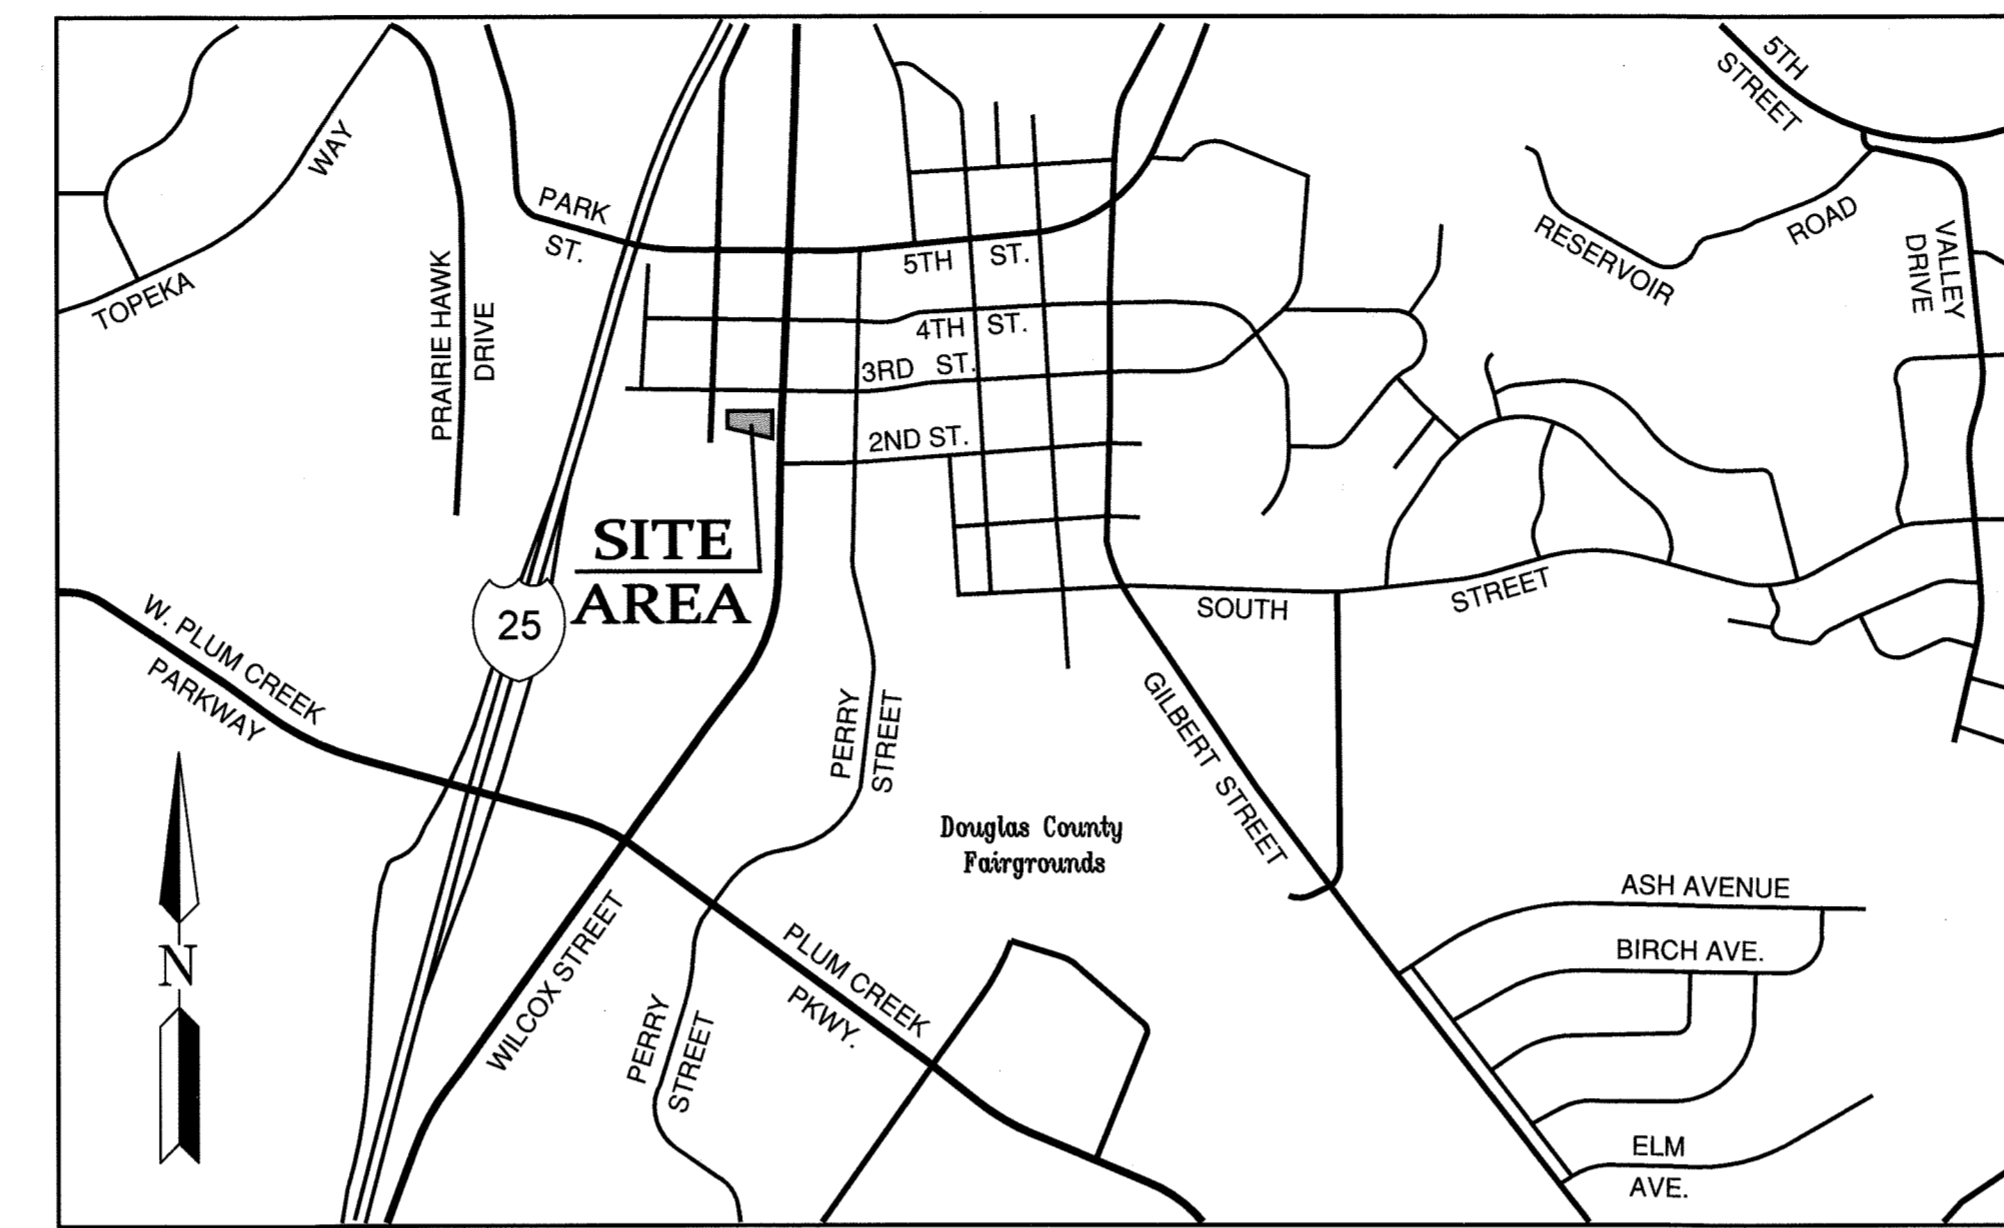 5TH
STREET
WAY
PARK
ST.
TOPEKA
PRAIRIE HAWK
DRIVE
5TH ST.
4TH ST.
3RD ST.
2ND ST.
RESERVOIR
ROAD
VALLEY
DRIVE
SITE
AREA
25
W. PLUM CREEK
PARKWAY
SOUTH
STREET
PERRY
STREET
GILBERT STREET
Douglas County
Fairgrounds
N
WILCOX STREET
PERRY
STREET
PLUM CREEK
PKWY.
ASH AVENUE
BIRCH AVE.
ELM
AVE.